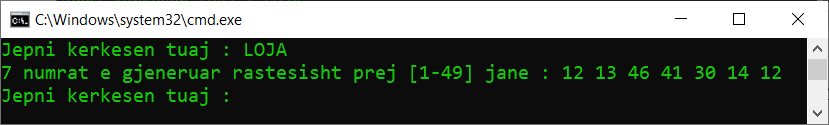 C:\Windows\system32\cmd.exe
Jepni kerkesen tuaj : LOJA
7 numrat e gjeneruar rastesisht prej [1-49] jane : 12 13 46 41 30 14 12
Jepni kerkesen tuaj :